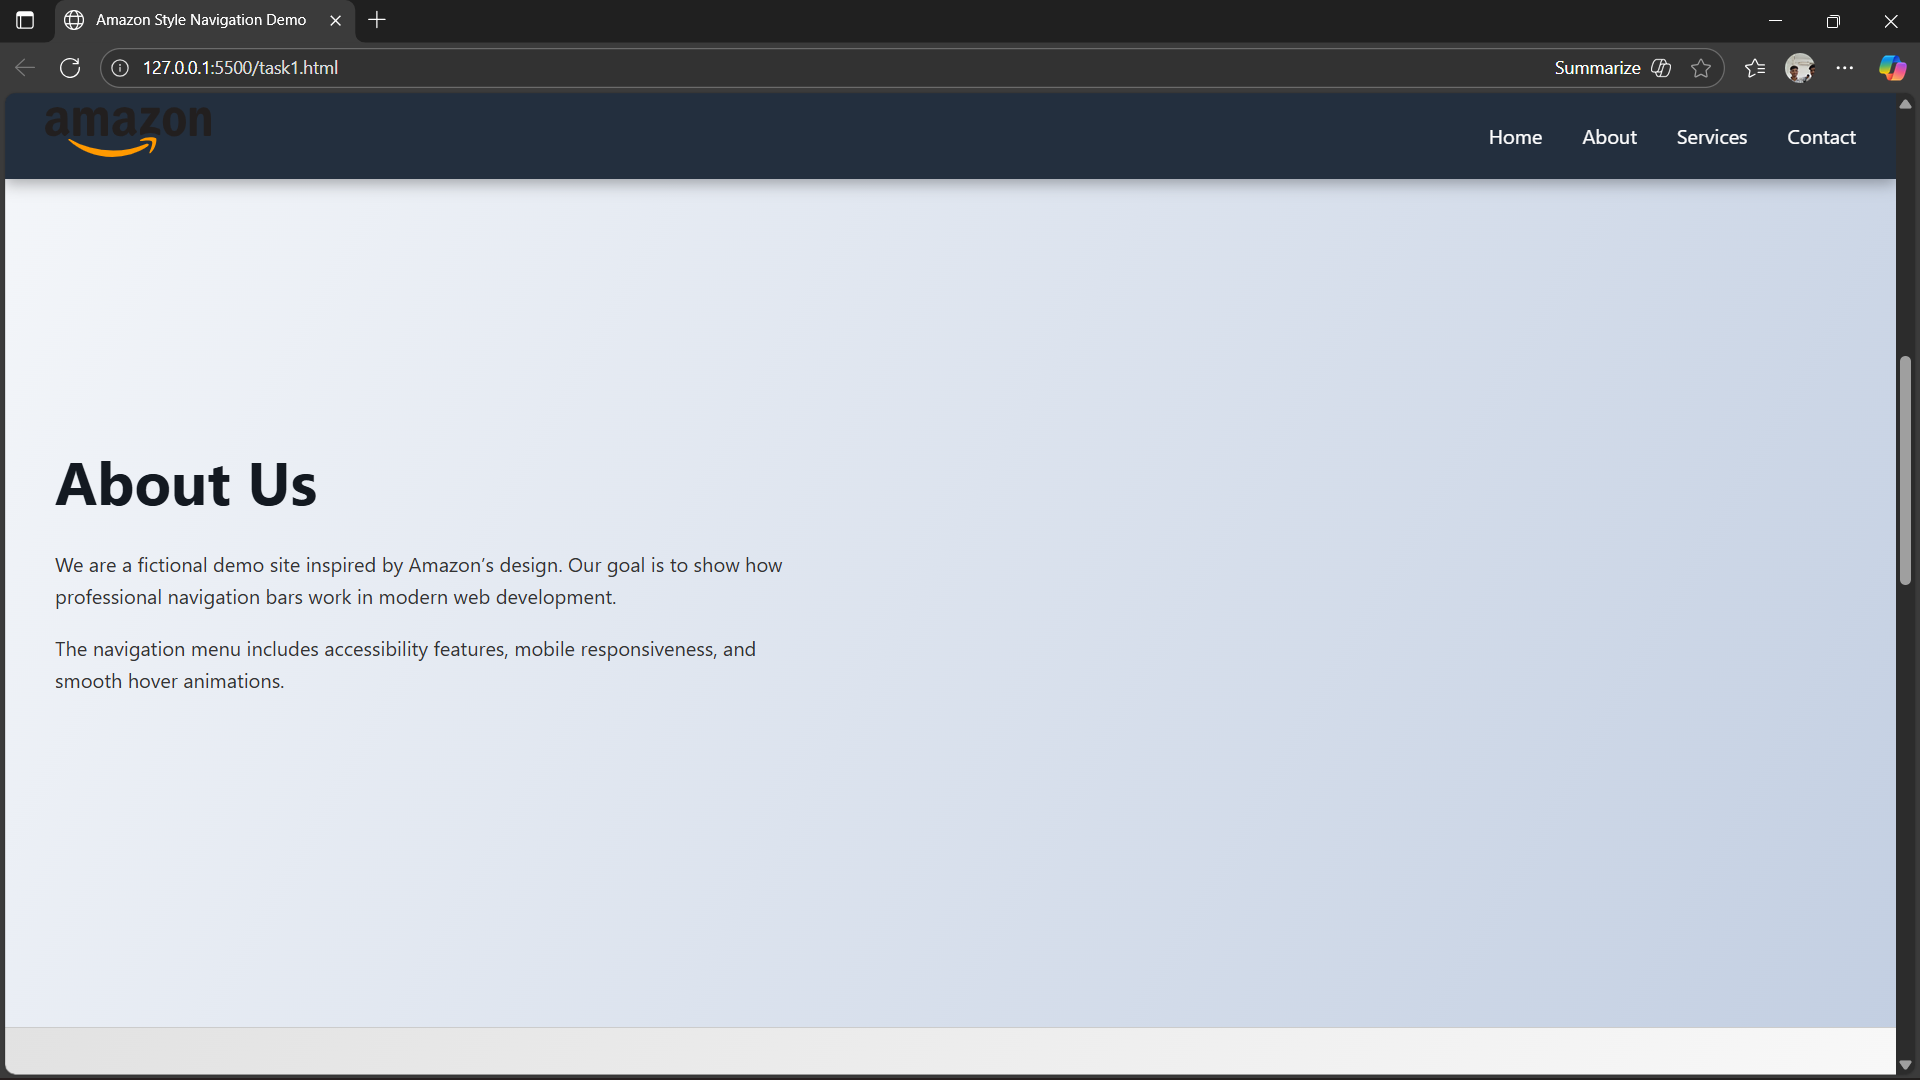 Amazon Style Navigation Demo
127.0.0.1:5500/task1.html
Summarize
amazon
Home
About
Services
Contact
About Us
We are a fictional demo site inspired by Amazon’s design. Our goal is to show how
professional navigation bars work in modern web development.
The navigation menu includes accessibility features, mobile responsiveness, and
smooth hover animations.